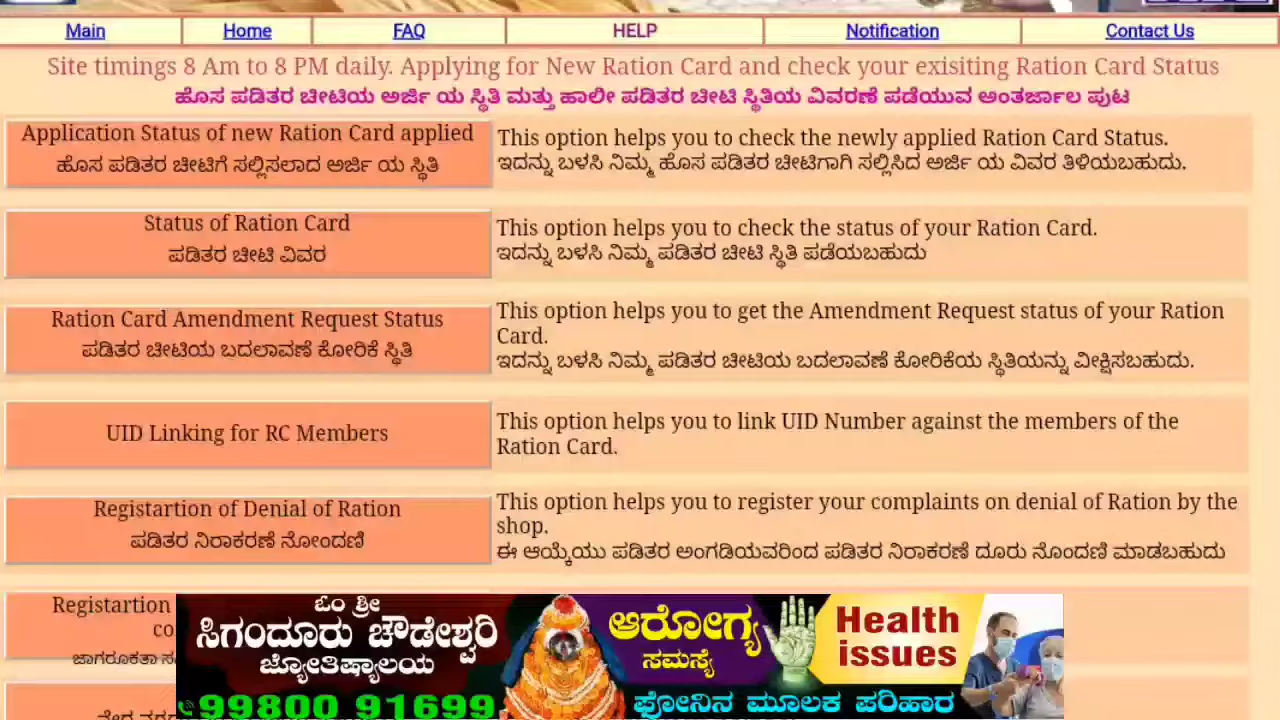 Main Home FAQ HELP Notification Contact Us
Site timings 8 Am to 8 PM daily. Applying for New Ration Card and check your exisiting Ration Card Status
ಹೊಸ ಪಡಿತರ ಚೀಟಿಯ ಅರ್ಜಿ ಯ ಸ್ಥಿತಿ ಮತ್ತು ಹಾಲೀ ಪಡಿತರ ಚೀಟಿ ಸ್ಥಿತಿಯ ವಿವರಣೆ ಪಡೆಯುವ ಅಂತರ್ಜಾಲ ಪುಟ
Application Status of new Ration Card applied
ಹೊಸ ಪಡಿತರ ಚೀಟಿಗೆ ಸಲ್ಲಿಸಲಾದ ಅರ್ಜಿ ಯ ಸ್ಥಿತಿ
This option helps you to check the newly applied Ration Card Status.
ಇದನ್ನು ಬಳಸಿ ನಿಮ್ಮ ಹೊಸ ಪಡಿತರ ಚೀಟಿಗಾಗಿ ಸಲ್ಲಿಸಿದ ಅರ್ಜಿ ಯ ವಿವರ ತಿಳಿಯಬಹುದು.
Status of Ration Card
ಪಡಿತರ ಚೀಟಿ ವಿವರ
This option helps you to check the status of your Ration Card.
ಇದನ್ನು ಬಳಸಿ ನಿಮ್ಮ ಪಡಿತರ ಚೀಟಿ ಸ್ಥಿತಿ ಪಡೆಯಬಹುದು
Ration Card Amendment Request Status
ಪಡಿತರ ಚೀಟಿಯ ಬದಲಾವಣೆ ಕೋರಿಕೆ ಸ್ಥಿತಿ
This option helps you to get the Amendment Request status of your Ration
Card.
ಇದನ್ನು ಬಳಸಿ ನಿಮ್ಮ ಪಡಿತರ ಚೀಟಿಯ ಬದಲಾವಣೆ ಕೋರಿಕೆಯ ಸ್ಥಿತಿಯನ್ನು ವೀಕ್ಷಿಸಬಹುದು.
UID Linking for RC Members
This option helps you to link UID Number against the members of the
Ration Card.
Registartion of Denial of Ration
ಪಡಿತರ ನಿರಾಕರಣೆ ನೋಂದಣಿ
This option helps you to register your complaints on denial of Ration by the
shop.
ಈ ಆಯ್ಕೆಯು ಪಡಿತರ ಅಂಗಡಿಯವರಿಂದ ಪಡಿತರ ನಿರಾಕರಣೆ ದೂರು ನೊಂದಣಿ ಮಾಡಬಹುದು
Registartion
co
ಜಾಗರೂಕತಾ
ಓಂ ಶ್ರೀ
ಸಿಗಂದೂರು ಚೌಡೇಶ್ವರಿ
ಜ್ಯೋತಿಷ್ಯಾಲಯ
99800 91699
ಆರೋಗ್ಯ
ಸಮಸ್ಯೆ
Health
issues
ಫೋನಿನ ಮೂಲಕ ಪರಿಹಾರ